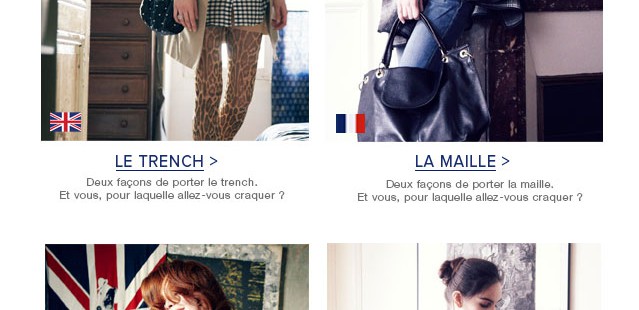 LE TRENCH >
Deux façons de porter le trench.
Et vous, pour laquelle allez-vous craquer ?
LA MAILLE >
Deux façons de porter la maille.
Et vous, pour laquelle allez-vous craquer ?